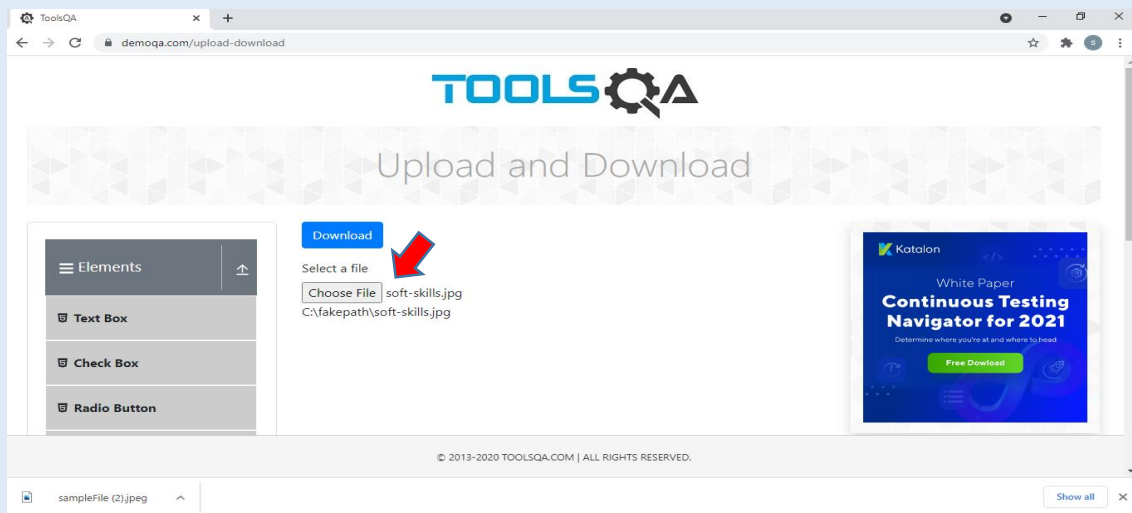 ToolsQA
demoqa.com/upload-download
S
TOOLSQA
Upload and Download
Download
Elements
Select a file
Choose File soft-skills.jpg
C:\fakepath\soft-skills.jpg
Text Box
Check Box
Radio Button
Katalon
White Paper
Continuous Testing
Navigator for 2021
Determine where you're at and where to head
Free Dowload
© 2013-2020 TOOLSQA.COM | ALL RIGHTS RESERVED.
sampleFile (2).jpeg
Show all